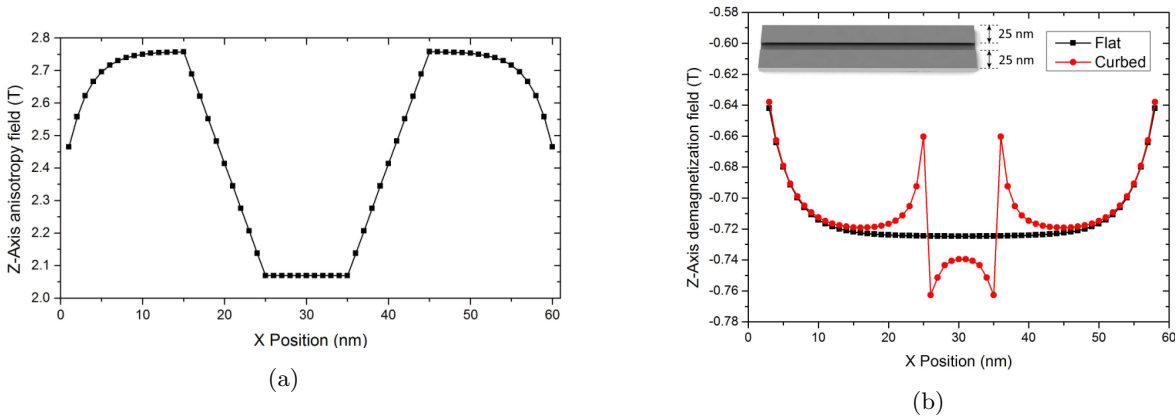 2.8
2.7
2.6
2.5
2.4
2.3
2.2
2.1
2.0
Z-Axis anisotropy field (T)
0 10 20 30 40 50 60
X Position (nm)
(a)
-0.58
-0.60
-0.64
-0.66
-0.68
-0.70
-0.72
-0.74
-0.76
-0.78
Z-Axis demagnetization field (T)
25 nm
25 nm
Flat
Curbed
0 10 20 30 40 50 60
X Position (nm)
(b)